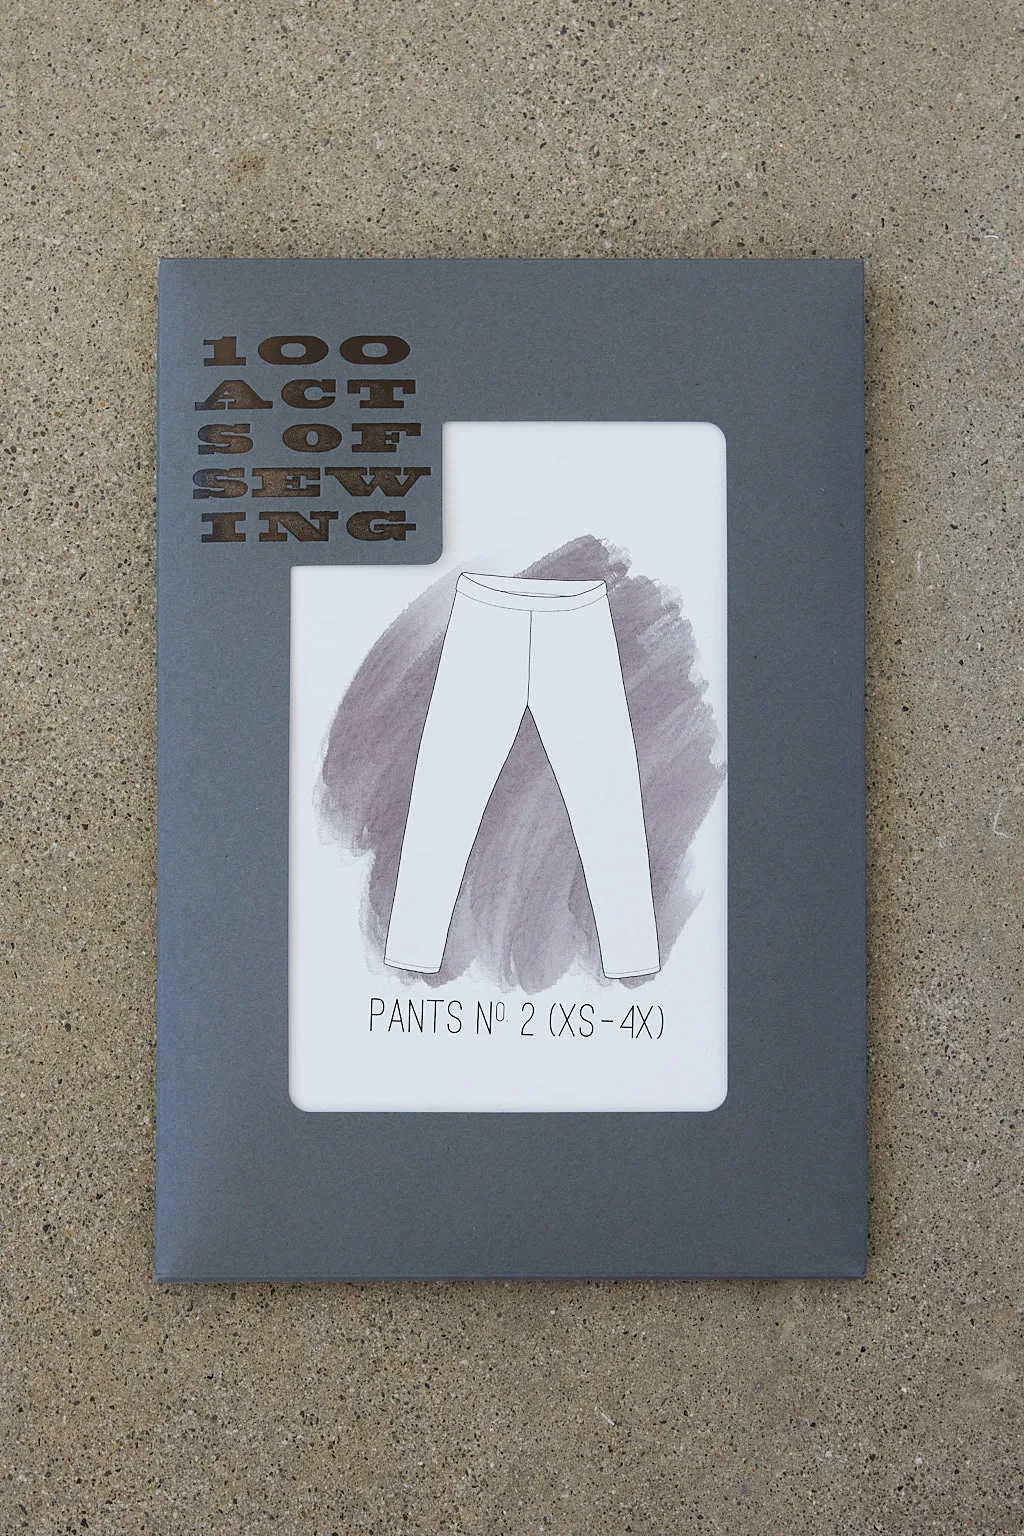 100
ACT
S OF
SEW
ING
PANTS Nº. 2 (XS-4X)